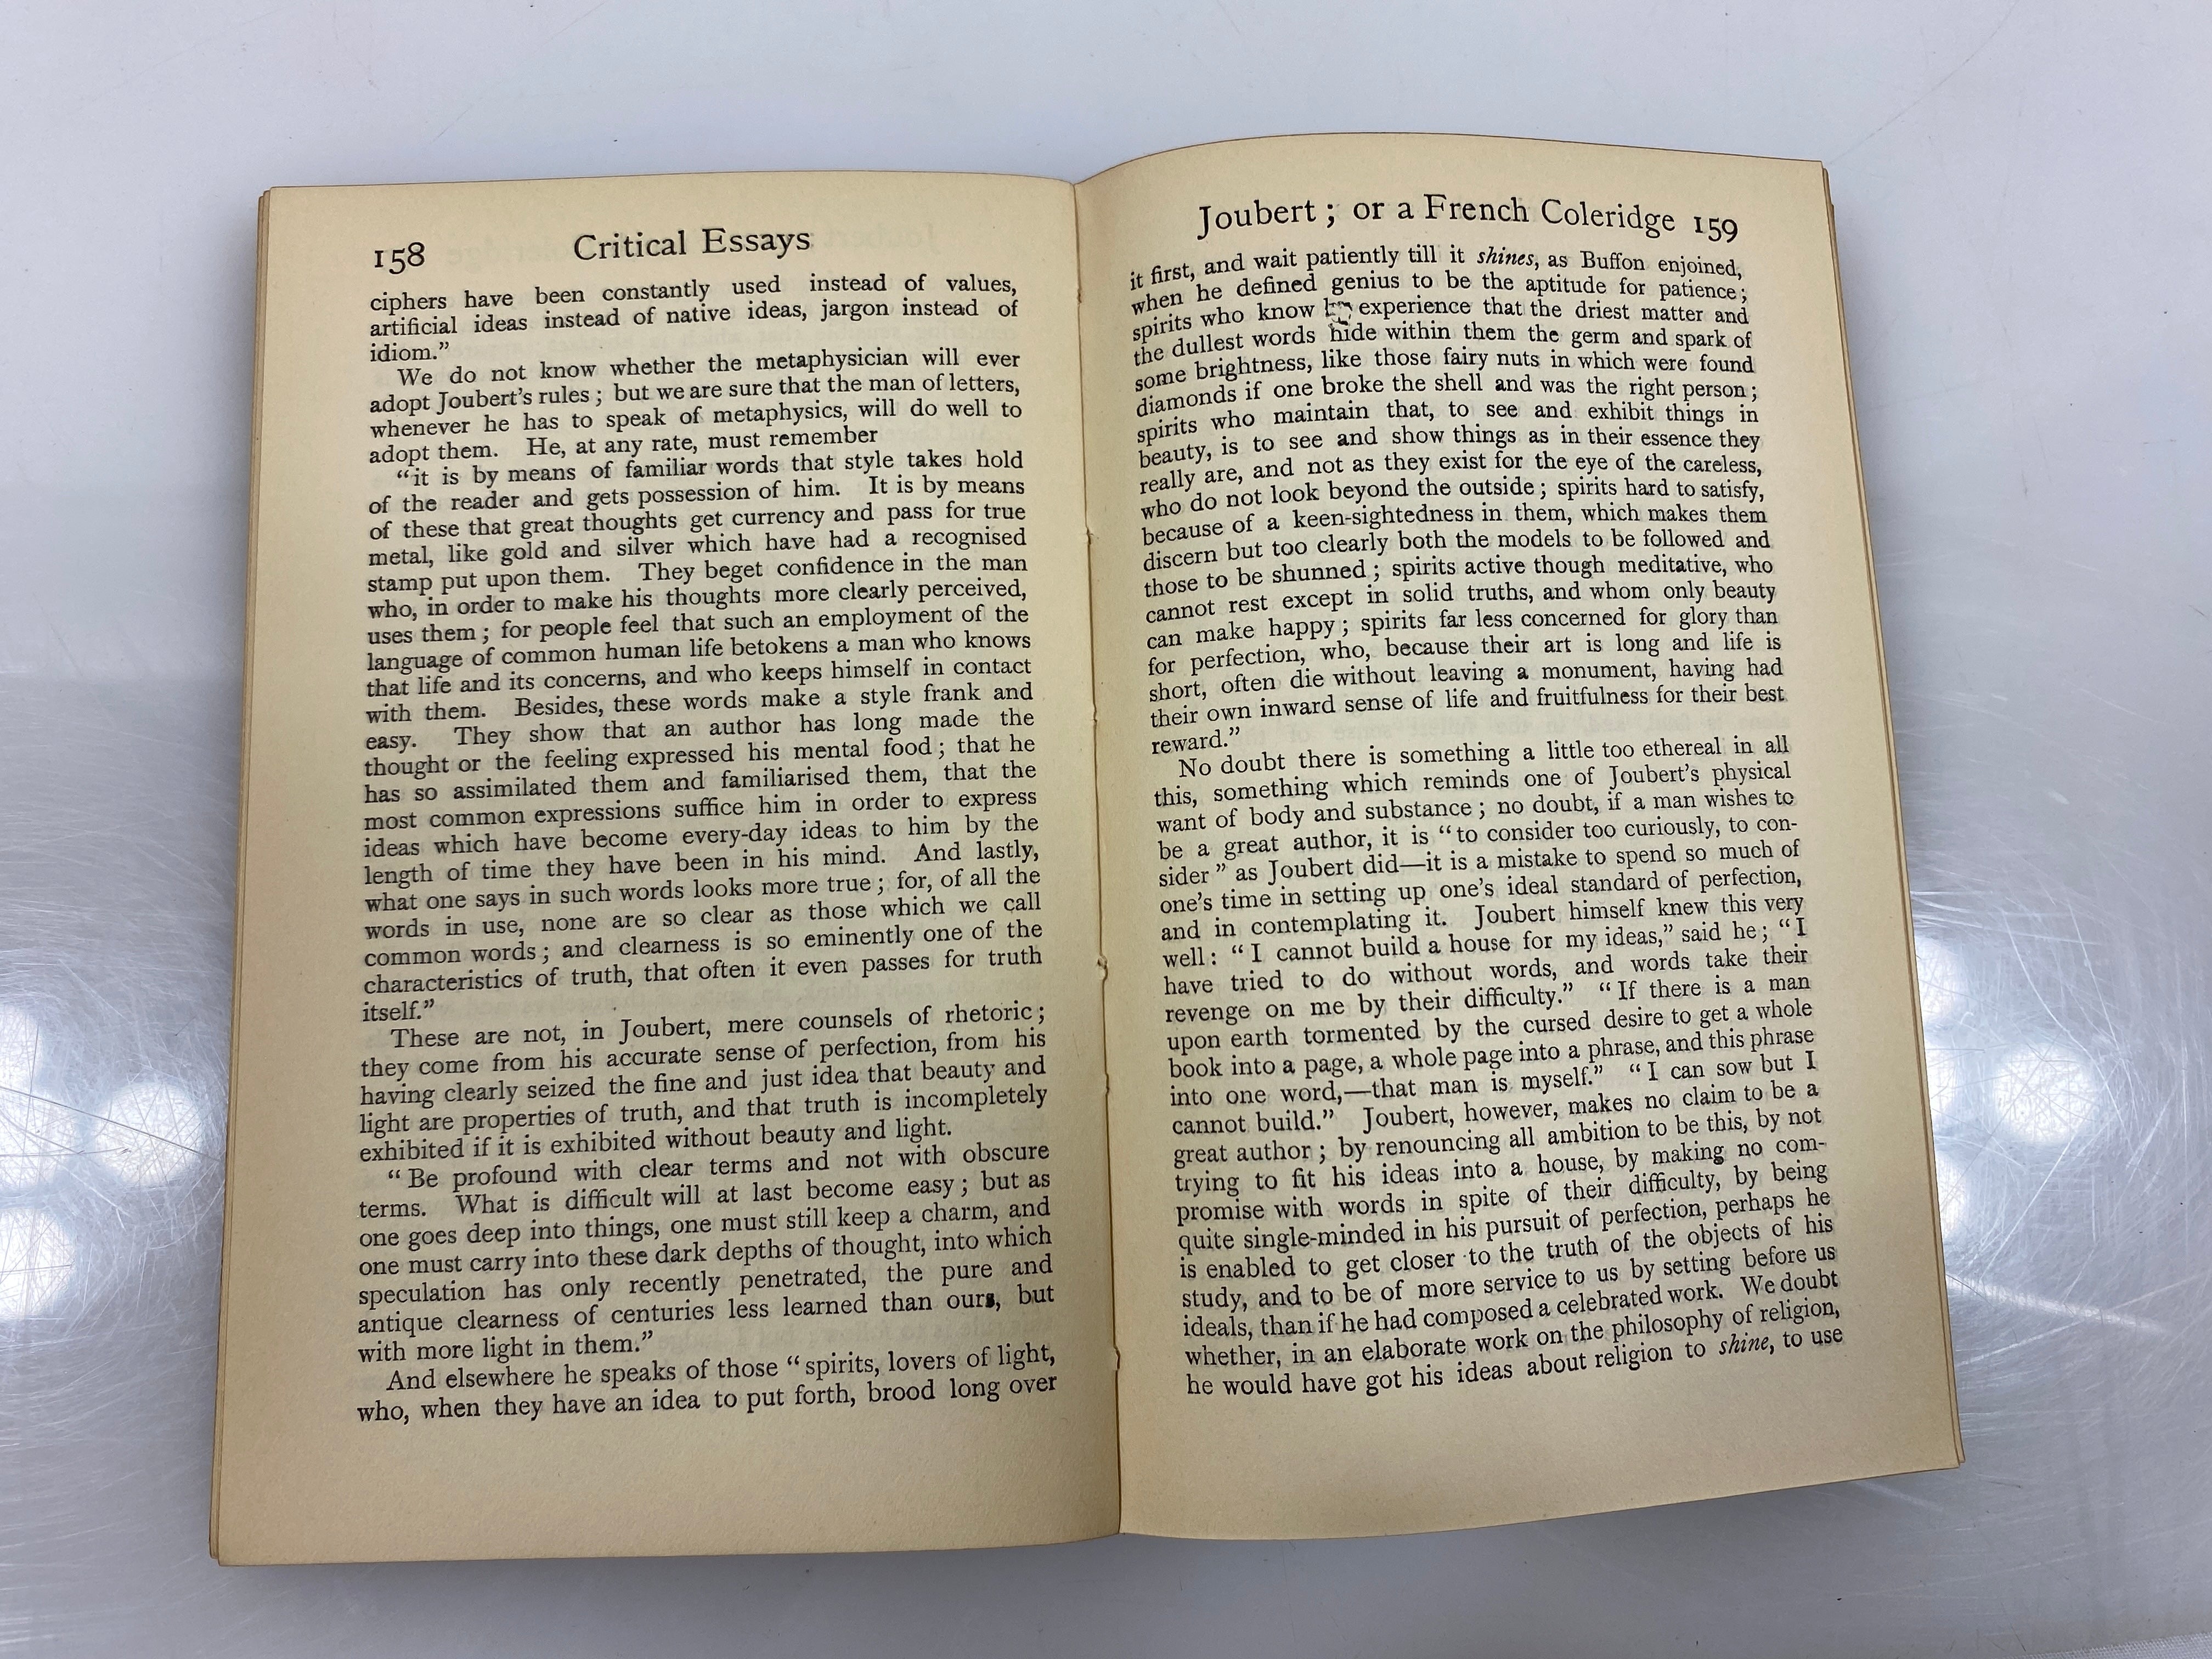 158 Critical Essays
ciphers have been constantly used instead of values,
artificial ideas instead of native ideas, jargon instead of
idiom.”
We do not know whether the metaphysician will ever
adopt Joubert's rules ; but we are sure that the man of letters,
whenever he has to speak of metaphysics, will do well to
adopt them. He, at any rate, must remember
“it is by means of familiar words that style takes hold
of the reader and gets possession of him. It is by means
of these that great thoughts get currency and pass for true
metal, like gold and silver which have had a recognised
stamp put upon them. They beget confidence in the man
who, in order to make his thoughts more clearly perceived,
uses them ; for people feel that such an employment of the
language of common human life betokens a man who knows
that life and its concerns, and who keeps himself in contact
with them. Besides, these words make a style frank and
easy. They show that an author has long made the
thought or the feeling expressed his mental food ; that he
has so assimilated them and familiarised them, that the
most common expressions suffice him in order to express
ideas which have become every-day ideas to him by the
length of time they have been in his mind. And lastly,
what one says in such words looks more true ; for, of all the
words in use, none are so clear as those which we call
common words ; and clearness is so eminently one of the
characteristics of truth, that often it even passes for truth
itself.”
These are not, in Joubert, mere counsels of rhetoric ;
they come from his accurate sense of perfection, from his
having clearly seized the fine and just idea that beauty and
light are properties of truth, and that truth is incompletely
exhibited if it is exhibited without beauty and light.
“Be profound with clear terms and not with obscure
terms. What is difficult will at last become easy ; but as
one goes deep into things, one must still keep a charm, and
one must carry into these dark depths of thought, into which
speculation has only recently penetrated, the pure and
antique clearness of centuries less learned than ours, but
with more light in them.”
And elsewhere he speaks of those “spirits, lovers of light,
who, when they have an idea to put forth, brood long over
Joubert ; or a French Coleridge 159
it first, and wait patiently till it shines, as Buffon enjoined,
when he defined genius to be the aptitude for patience ;
spirits who know experience that the driest matter and
the dullest words hide within them the germ and spark of
some brightness, like those fairy nuts in which were found
diamonds if one broke the shell and was the right person ;
spirits who maintain that, to see and exhibit things in
beauty, is to see and show things as in their essence they
really are, and not as they exist for the eye of the careless,
who do not look beyond the outside ; spirits hard to satisfy,
because of a keen-sightedness in them, which makes them
discern but too clearly both the models to be followed and
those to be shunned ; spirits active though meditative, who
cannot rest except in solid truths, and whom only beauty
can make happy ; spirits far less concerned for glory than
for perfection, who, because their art is long and life is
short, often die without leaving a monument, having had
their own inward sense of life and fruitfulness for their best
reward.”
No doubt there is something a little too ethereal in all
this, something which reminds one of Joubert's physical
want of body and substance ; no doubt, if a man wishes to
be a great author, it is “to consider too curiously, to con-
sider” as Joubert did—it is a mistake to spend so much of
one's time in setting up one's ideal standard of perfection,
and in contemplating it. Joubert himself knew this very
well : “I cannot build a house for my ideas,” said he ; “I
have tried to do without words, and words take their
revenge on me by their difficulty.” “If there is a man
upon earth tormented by the cursed desire to get a whole
book into a page, a whole page into a phrase, and this phrase
into one word,—that man is myself.” “I can sow but I
cannot build.” Joubert, however, makes no claim to be a
great author ; by renouncing all ambition to be this, by not
trying to fit his ideas into a house, by making no com-
promise with words in spite of their difficulty, by being
quite single-minded in his pursuit of perfection, perhaps he
is enabled to get closer to the truth of the objects of his
study, and to be of more service to us by setting before us
ideals, than if he had composed a celebrated work. We doubt
whether, in an elaborate work on the philosophy of religion,
he would have got his ideas about religion to shine, to use